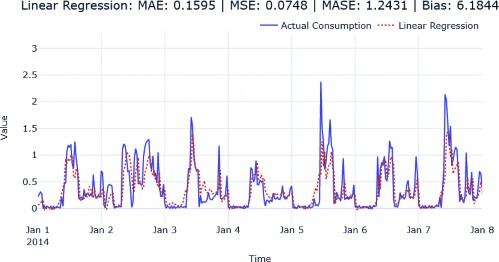 Linear Regression: MAE: 0.1595 | MSE: 0.0748 | MASE: 1.2431 | Bias: 6.1844
Actual Consumption Linear Regression
3
2.5
2
1.5
1
0.5
0
Value
Jan 1 Jan 2 Jan 3 Jan 4 Jan 5 Jan 6 Jan 7 Jan 8
2014
Time